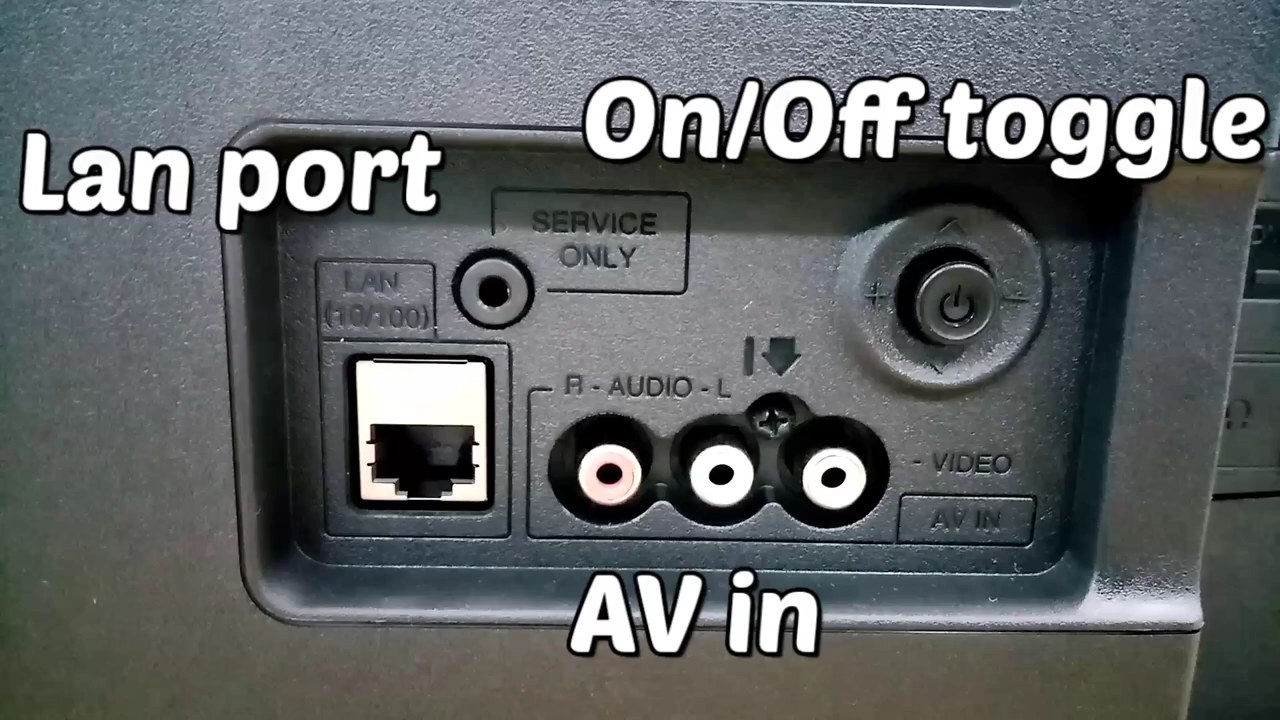 On/Off toggle
Lan port
SERVICE
ONLY
LAN
(10/100)
R - AUDIO - L
- VIDEO
AV IN
AV in